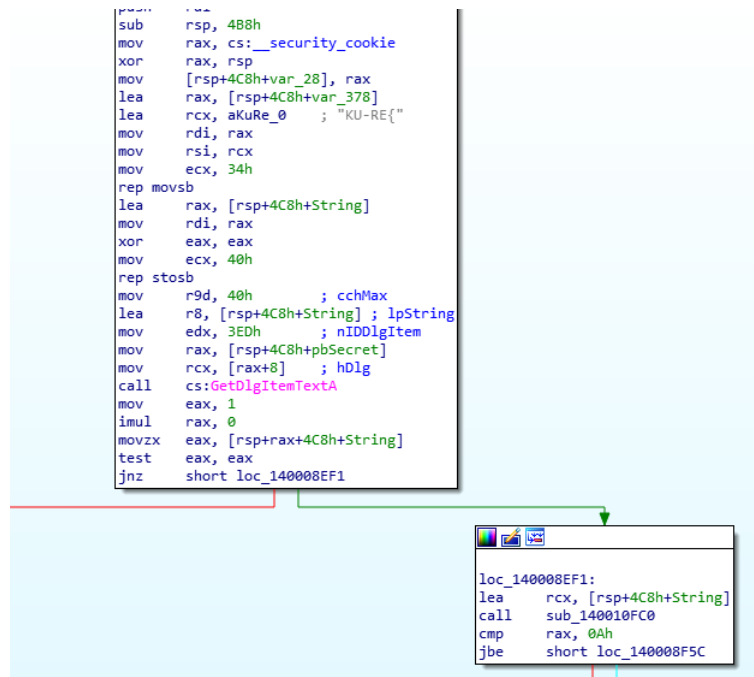 sub rsp, 4B8h
mov rax, cs:__security_cookie
xor rax, rsp
mov [rsp+4C8h+var_28], rax
lea rax, [rsp+4C8h+var_378]
lea rcx, aKuRe_0 ; "KU-RE{"
mov rdi, rax
mov rsi, rcx
mov ecx, 34h
rep movsb
lea rax, [rsp+4C8h+String]
mov rdi, rax
xor eax, eax
mov ecx, 40h
rep stosb
mov r9d, 40h ; cchMax
lea r8, [rsp+4C8h+String] ; lpString
mov edx, 3EDh ; nIDDlgItem
mov rax, [rsp+4C8h+pbSecret]
mov rcx, [rax+8] ; hDlg
call cs:GetDlgItemTextA
mov eax, 1
imul rax, 0
movzx eax, [rsp+rax+4C8h+String]
test eax, eax
jnz short loc_140008EF1
loc_140008EF1:
lea rcx, [rsp+4C8h+String]
call sub_140010FC0
cmp rax, 0Ah
jbe short loc_140008F5C